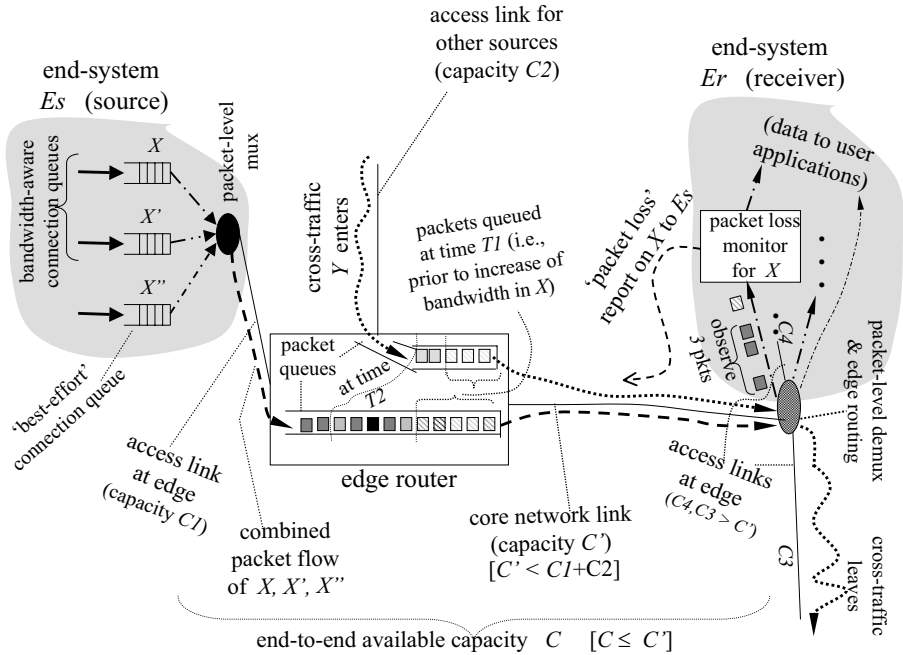 end-system
Es (source)
access link for
other sources
(capacity C2)
end-system
Er (receiver)
bandwidth-aware
connection queues
X
X'
X"
packet-level
mux
cross-traffic
Y enters
packets queued
at time T1 (i.e.,
prior to increase of
bandwidth in X)
'packet loss'
report on X to Es
(data to user
applications)
packet loss
monitor
for X
observe
3 pkts
C4
packet-level demux
& edge routing
packet
queues
at time
T2
edge router
'best-effort'
connection queue
access link
at edge
(capacity C1)
combined
packet flow
of X, X', X"
core network link
(capacity C')
[C' < C1+C2]
access links
at edge
(C4,C3 > C')
C3
cross-traffic
leaves
end-to-end available capacity C [C ≤ C']